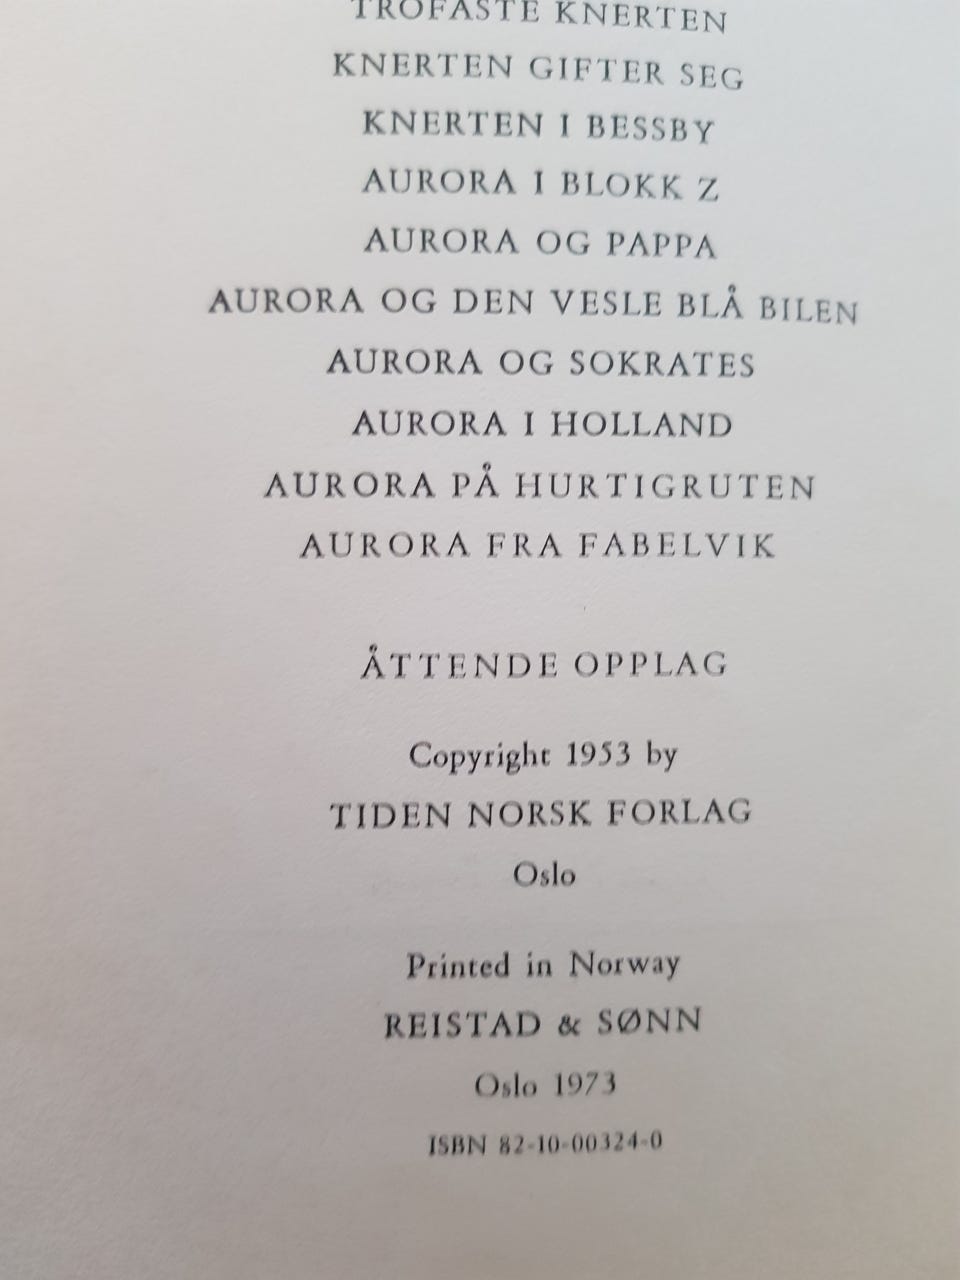 TROFASTE KNERTEN
KNERTEN GIFTER SEG
KNERTEN I BESSBY
AURORA I BLOKK Z
AURORA OG PAPPA
AURORA OG DEN VESLE BLÅ BILEN
AURORA OG SOKRATES
AURORA I HOLLAND
AURORA PÅ HURTIGRUTEN
AURORA FRA FABELVIK
ÅTTENDE OPPLAG
Copyright 1953 by
TIDEN NORSK FORLAG
Oslo
Printed in Norway
REISTAD & SØNN
Oslo 1973
ISBN 82-10-00324-0